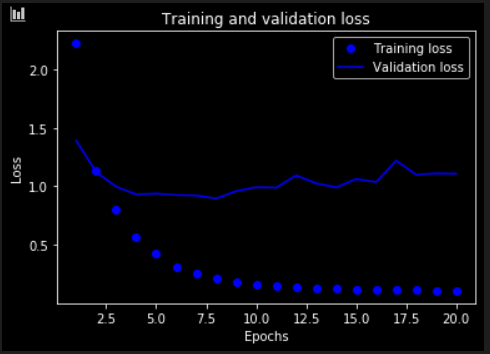 Training and validation loss
Training loss
Validation loss
2.0
1.5
1.0
0.5
Loss
2.5
5.0
7.5
10.0
12.5
15.0
17.5
20.0
Epochs